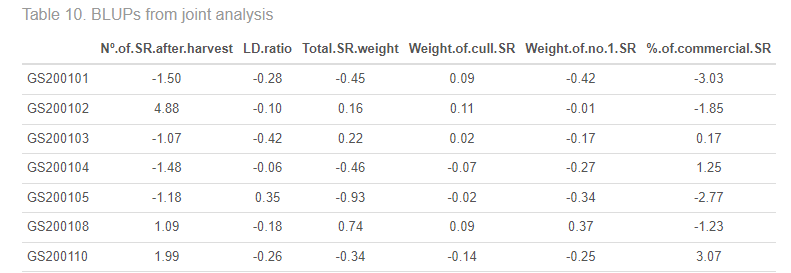 Table 10. BLUPs from joint analysis
Nº.of.SR.after.harvest LD.ratio Total.SR.weight Weight.of.cull.SR Weight.of.no.1.SR %.of.commercial.SR
GS200101 -1.50 -0.28 -0.45 0.09 -0.42 -3.03
GS200102 4.88 -0.10 0.16 0.11 -0.01 -1.85
GS200103 -1.07 -0.42 0.22 0.02 -0.17 0.17
GS200104 -1.48 -0.06 -0.46 -0.07 -0.27 1.25
GS200105 -1.18 0.35 -0.93 -0.02 -0.34 -2.77
GS200108 1.09 -0.18 0.74 0.09 0.37 -1.23
GS200110 1.99 -0.26 -0.34 -0.14 -0.25 3.07